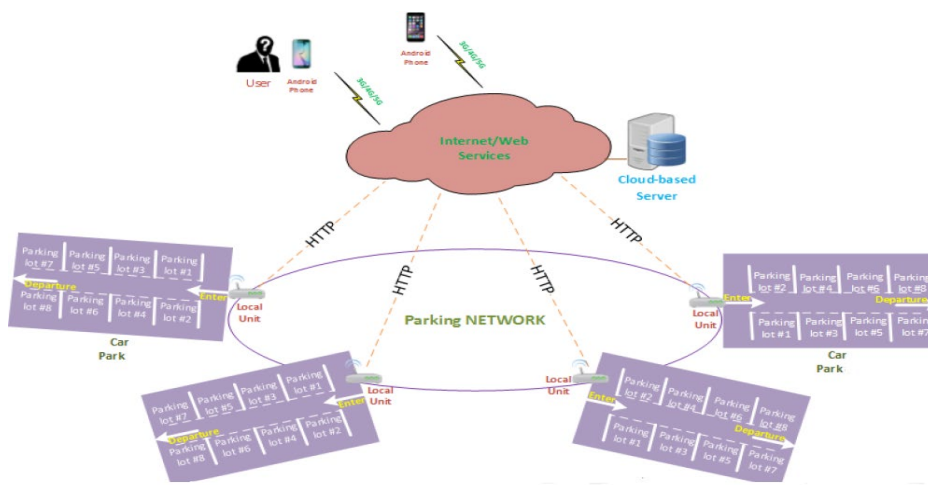 3G/4G/5G
Android
Phone
User
Android
Phone
3G/4G/5G
Internet/Web
Services
Cloud-based
Server
HTTP
HTTP
HTTP
HTTP
Parking NETWORK
Parking lot #7
Parking lot #5
Parking lot #3
Parking lot #1
Departure
Enter
Parking lot #8
Parking lot #6
Parking lot #4
Parking lot #2
Local
Unit
Car
Park
Parking lot #2
Parking lot #4
Parking lot #6
Parking lot #8
Enter
Departure
Parking lot #1
Parking lot #3
Parking lot #5
Parking lot #7
Local
Unit
Car
Park
Parking lot #7
Parking lot #5
Parking lot #3
Parking lot #1
Departure
Enter
Parking lot #8
Parking lot #6
Parking lot #4
Parking lot #2
Local
Unit
Local
Unit
Parking lot #2
Parking lot #4
Parking lot #6
Parking lot #8
Enter
Departure
Parking lot #1
Parking lot #3
Parking lot #5
Parking lot #7